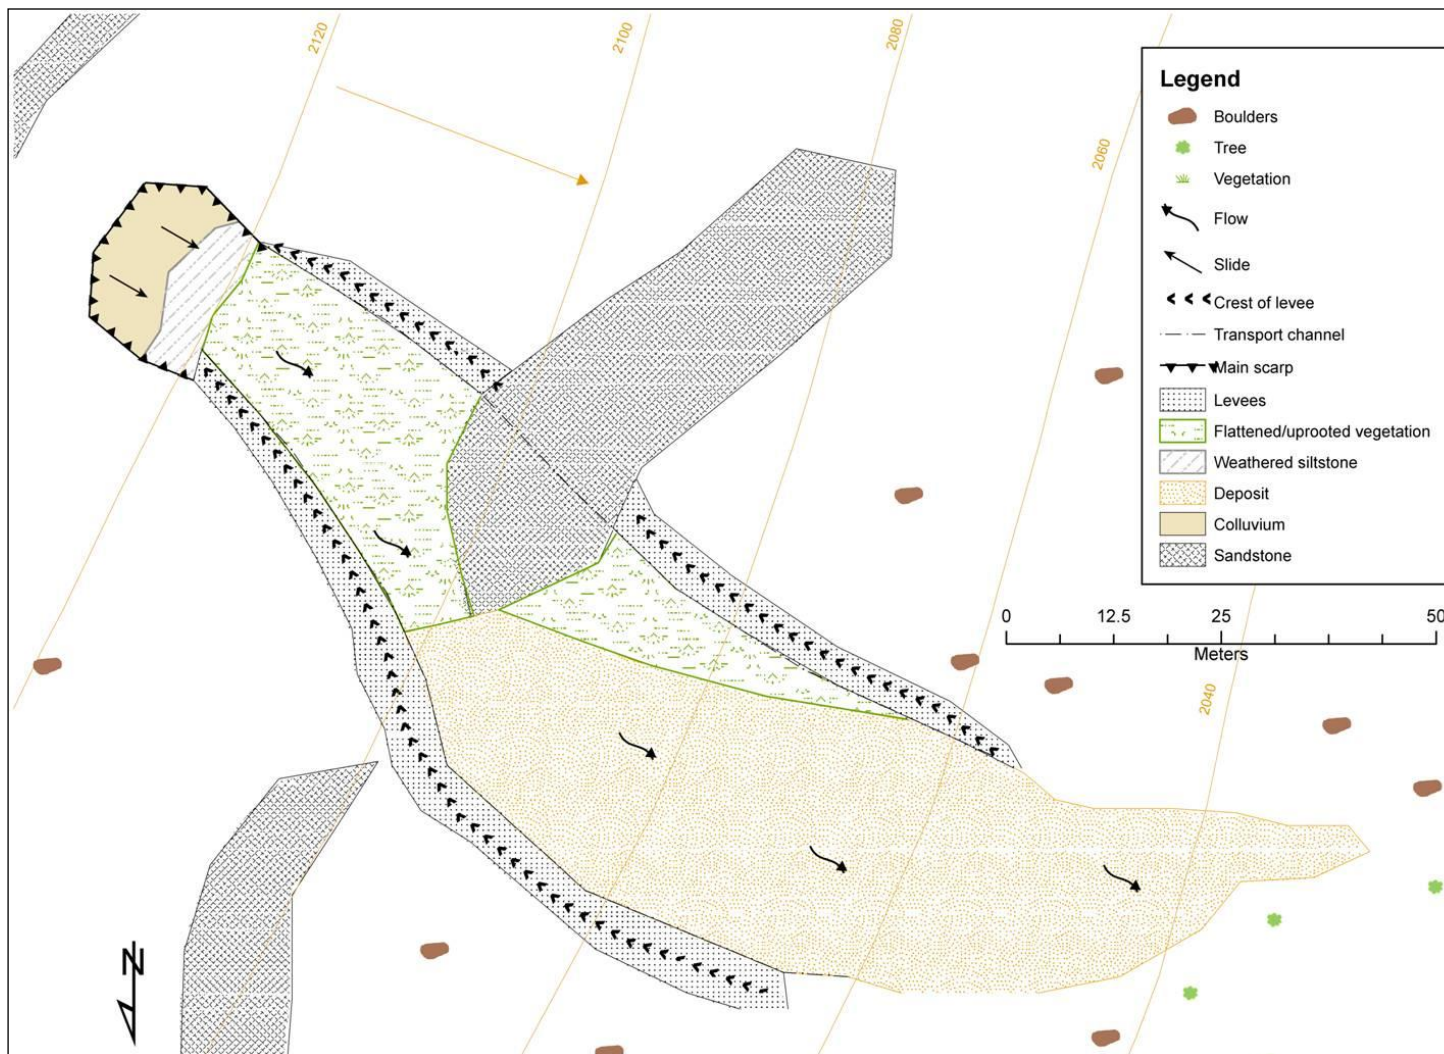 2120
2100
2080
2060
2040
Legend
Boulders
Tree
Vegetation
Flow
Slide
Crest of levee
Transport channel
Main scarp
Levees
Flattened/uprooted vegetation
Weathered siltstone
Deposit
Colluvium
Sandstone
0 12.5 25 50
Meters
N